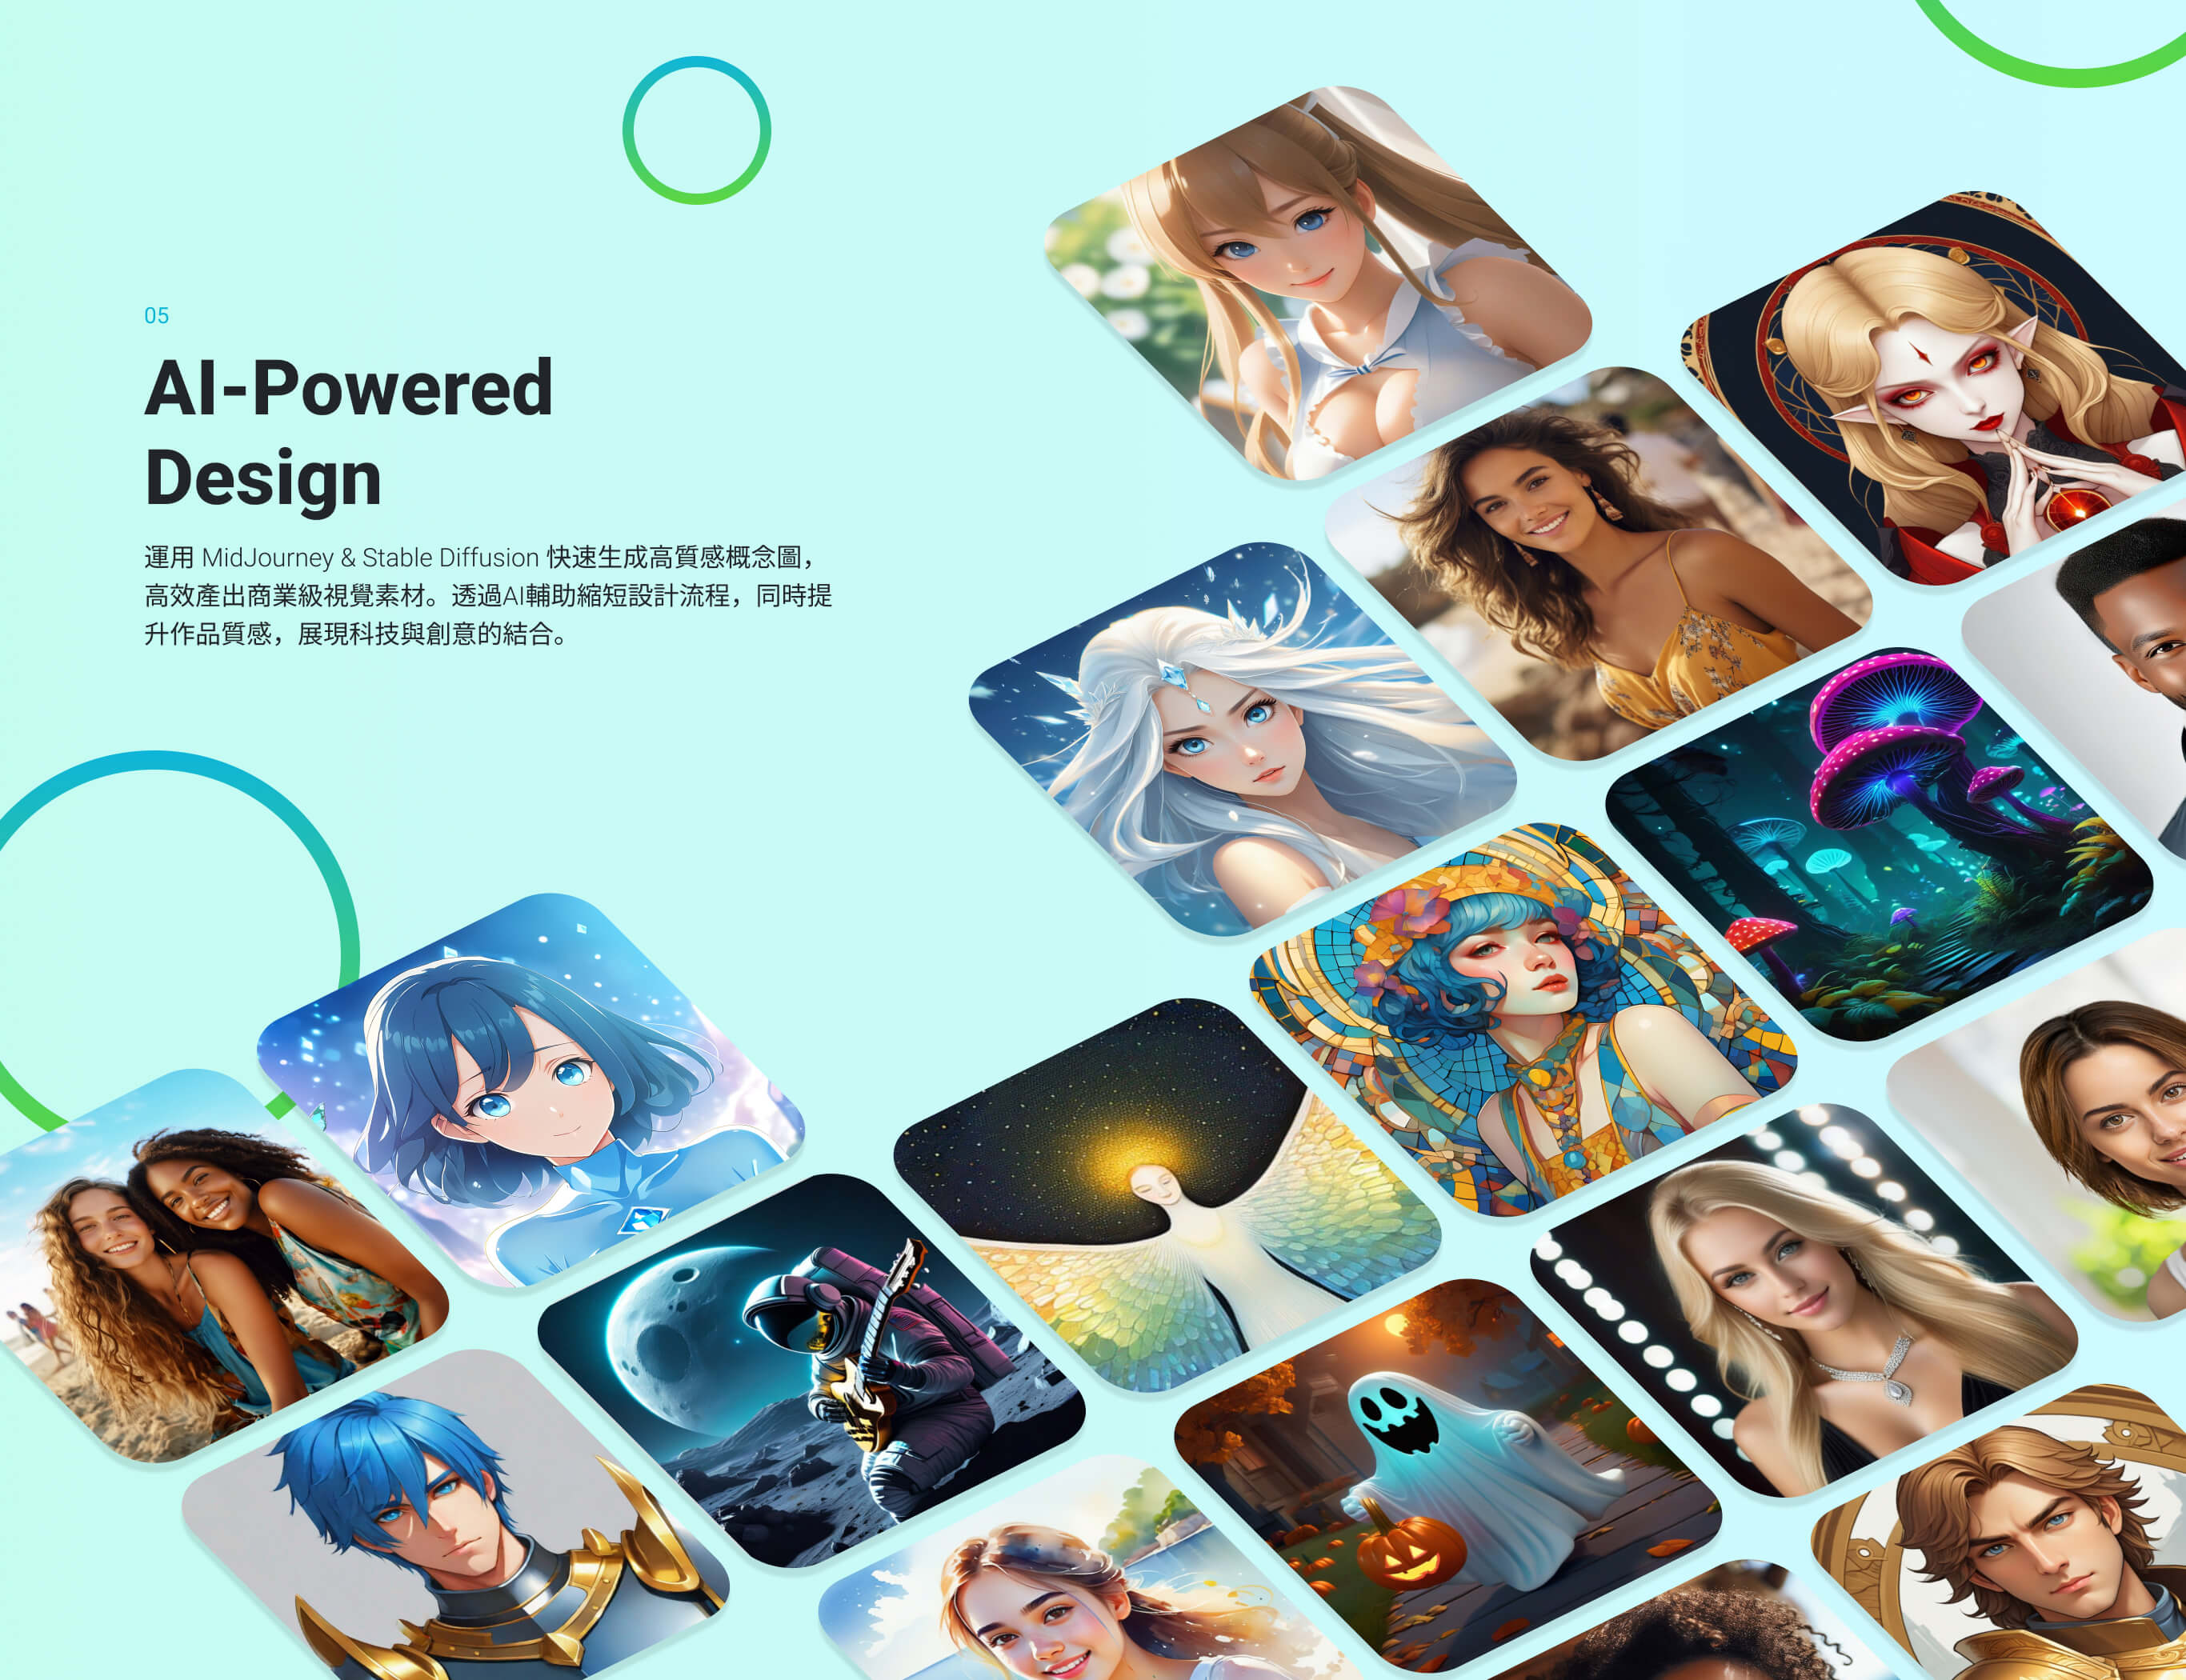 05
AI-Powered
Design
運用 MidJourney & Stable Diffusion 快速生成高質感概念圖，
高效產出商業級視覺素材。透過AI輔助縮短設計流程，同時提
升作品質感，展現科技與創意的結合。